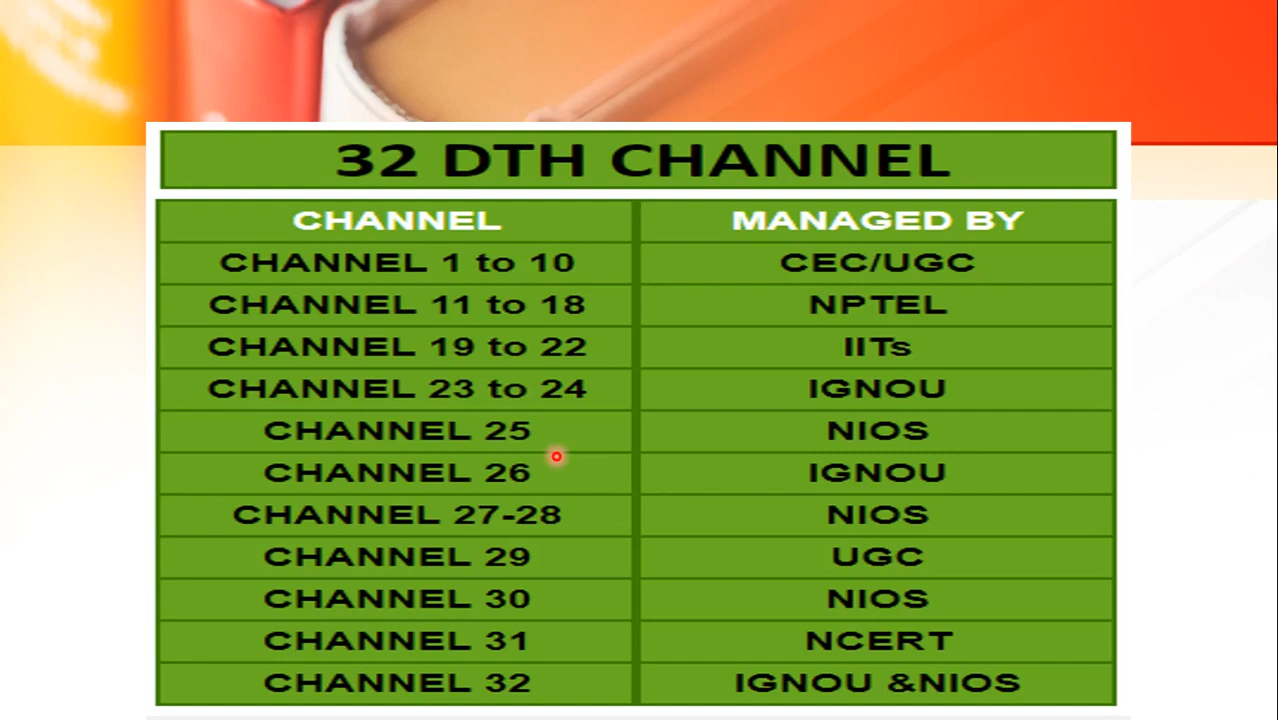 32 DTH CHANNEL
CHANNEL MANAGED BY
CHANNEL 1 to 10 CEC/UGC
CHANNEL 11 to 18 NPTEL
CHANNEL 19 to 22 IITs
CHANNEL 23 to 24 IGNOU
CHANNEL 25 NIOS
CHANNEL 26 IGNOU
CHANNEL 27-28 NIOS
CHANNEL 29 UGC
CHANNEL 30 NIOS
CHANNEL 31 NCERT
CHANNEL 32 IGNOU &NIOS